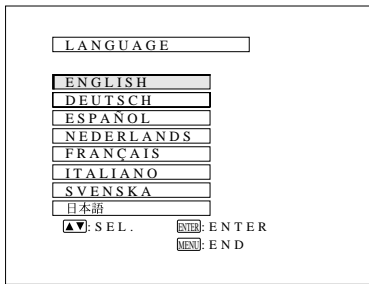 LANGUAGE
ENGLISH
DEUTSCH
ESPAÑOL
NEDERLANDS
FRANÇAIS
ITALIANO
SVENSKA
日本語
▲▼: SEL. ENTER: ENTER
MENU: END